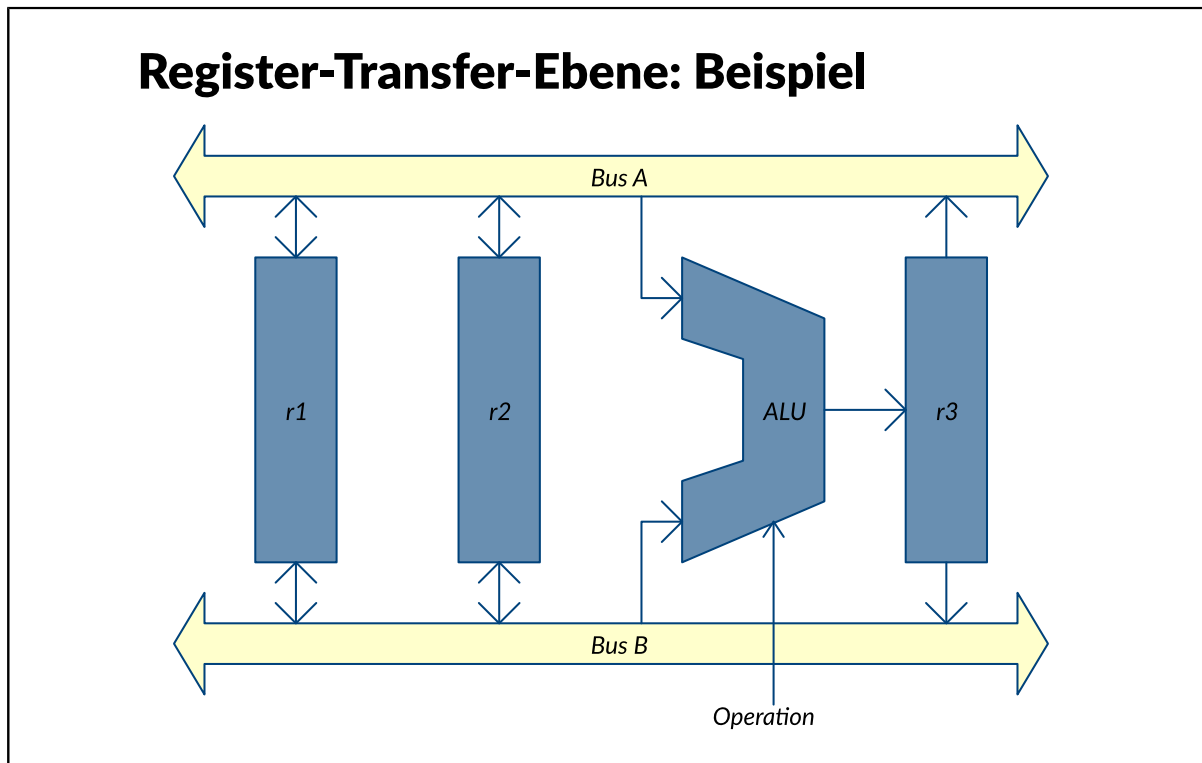 Register-Transfer-Ebene: Beispiel
Bus A
r1
r2
ALU
r3
Bus B
Operation